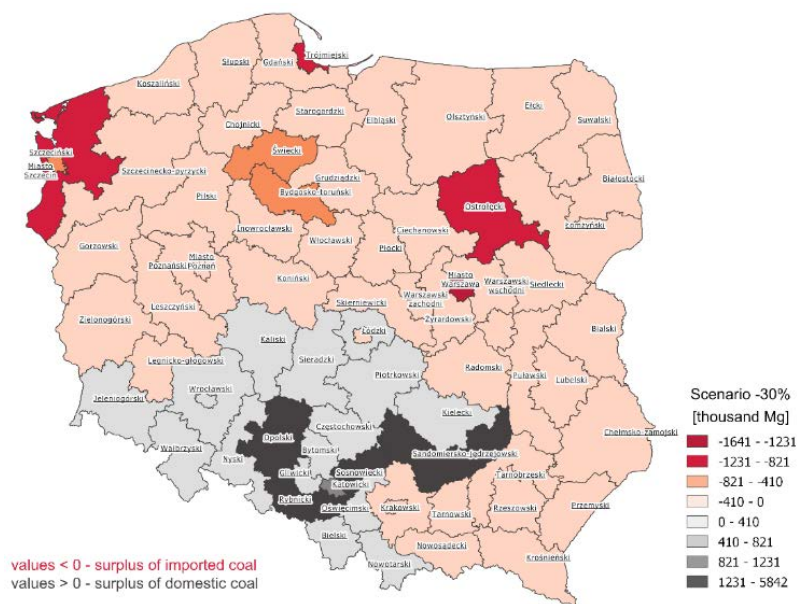 Trójmiejski
Słupski
Gdański
Koszaliński
Ełcki
Starogardzki
Olsztyński
Suwalski
Elbląski
Chojnicki
Szczeciński
Świecki
Miasto
Szczecin
Szczecinecko-pyrzycki
Grudziądzki
Białostocki
Bydgosko-toruński
Piski
Ostrołęcki
Inowrocławski
Ciechanowski
Łomżyński
Włocławski
Gorzowski
Płocki
Miasto
Poznań
Poznański
Miasto
Warszawa
Warszawski
wschodni
Siedlecki
Koniński
Warszawski
zachodni
Skierniewicki
Leszczyński
Żyrardowski
Zielonogórski
Łódzki
Kaliski
Bialski
Legnicko-głogowski
Sieradzki
Radomski
Piotrkowski
Puławski
Lubelski
Wrocławski
Jeleniogórski
Kielecki
Scenario -30%
[thousand Mg]
Częstochowski
Opolski
Chełmsko-zamojski
-1641 - -1231
Wałbrzyski
Nyski
Bytomski
Sandomiersko-jędrzejowski
-1231 - -821
Gliwicki
Sosnowiecki
Tarnobrzeski
-821 - -410
Katowicki
Rybnicki
Oświęcimski
Krakowski
Tarnowski
Rzeszowski
Przemyski
-410 - 0
0 - 410
Bielski
Nowosądecki
Krośnieński
410 - 821
values < 0 - surplus of imported coal
Nowotarski
821 - 1231
values > 0 - surplus of domestic coal
1231 - 5842